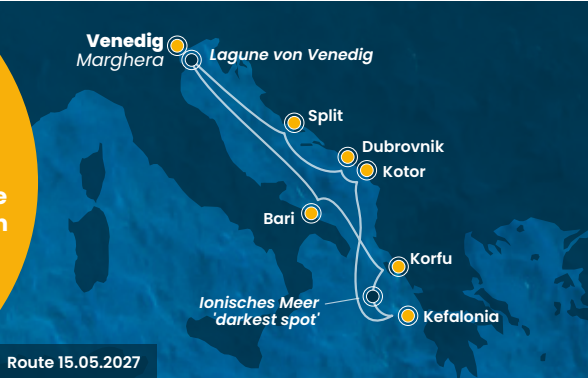 Venedig
Marghera
Lagune von Venedig
Split
Dubrovnik
Kotor
Bari
Korfu
Ionisches Meer
'darkest spot'
Kefalonia
Route 15.05.2027